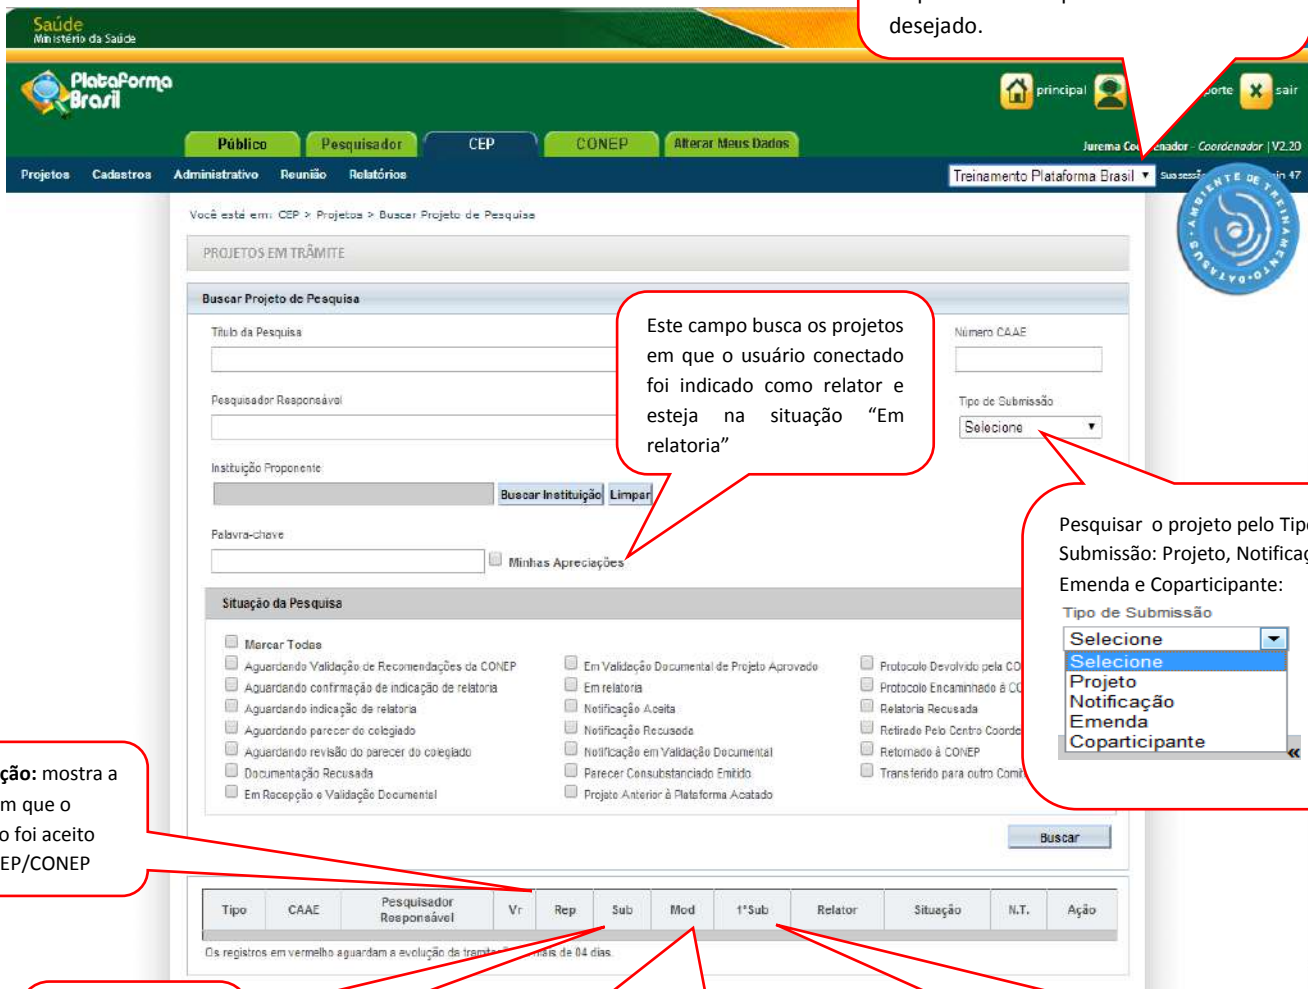 desejado.
Saúde
Ministério da Saúde
Plataforma
Brasil
principal
sair
Público
Pesquisador
CEP
CONEP
Alterar Meus Dados
Jurema Coordenador - Coordenador | V2.20
Projetos Cadastros Administrativo Reunião Relatórios
Treinamento Plataforma Brasil
47
AMBIENTE DE TREINAMENTO
DATASUS
Você está em: CEP > Projetos > Buscar Projeto de Pesquisa
PROJETOS EM TRÂMITE
Buscar Projeto de Pesquisa
Título da Pesquisa
Número CAAE
Este campo busca os projetos
em que o usuário conectado
foi indicado como relator e
esteja na situação “Em
relatoria”
Pesquisador Responsável
Tipo de Submissão
Selecione
Instituição Proponente
Buscar Instituição
Limpar
Palavra-chave
Minhas Apreciações
Pesquisar o projeto pelo Tipo
Submissão: Projeto,
Emenda e Coparticipante:
Tipo de Submissão
Selecione
Selecione
Projeto
Notificação
Emenda
Coparticipante
«
Situação da Pesquisa
Marcar Todas
Aguardando Validação de Recomendações da CONEP
Aguardando confirmação de indicação de relatoria
Aguardando indicação de relatoria
Aguardando parecer do colegiado
Aguardando revisão do parecer do colegiado
Documentação Recusada
Em Recepção e Validação Documental
Em Validação Documental de Projeto Aprovado
Em relatoria
Notificação Aceita
Notificação Recusada
Notificação em Validação Documental
Parecer Consubstanciado Emitido
Projeto Anterior à Plataforma Acatado
Protocolo Devolvido pela
Protocolo Encaminhado à
Relatoria Recusada
Retirado Pelo Centro
Retornado à CONEP
Transferido para outro
Buscar
mostra a
que o
foi aceito
CEP/CONEP
Tipo CAAE Pesquisador Responsável Vr Rep Sub Mod 1ªSub Relator Situação N.T. Ação
Os registros em vermelho aguardam a evolução da mais de 04 dias.